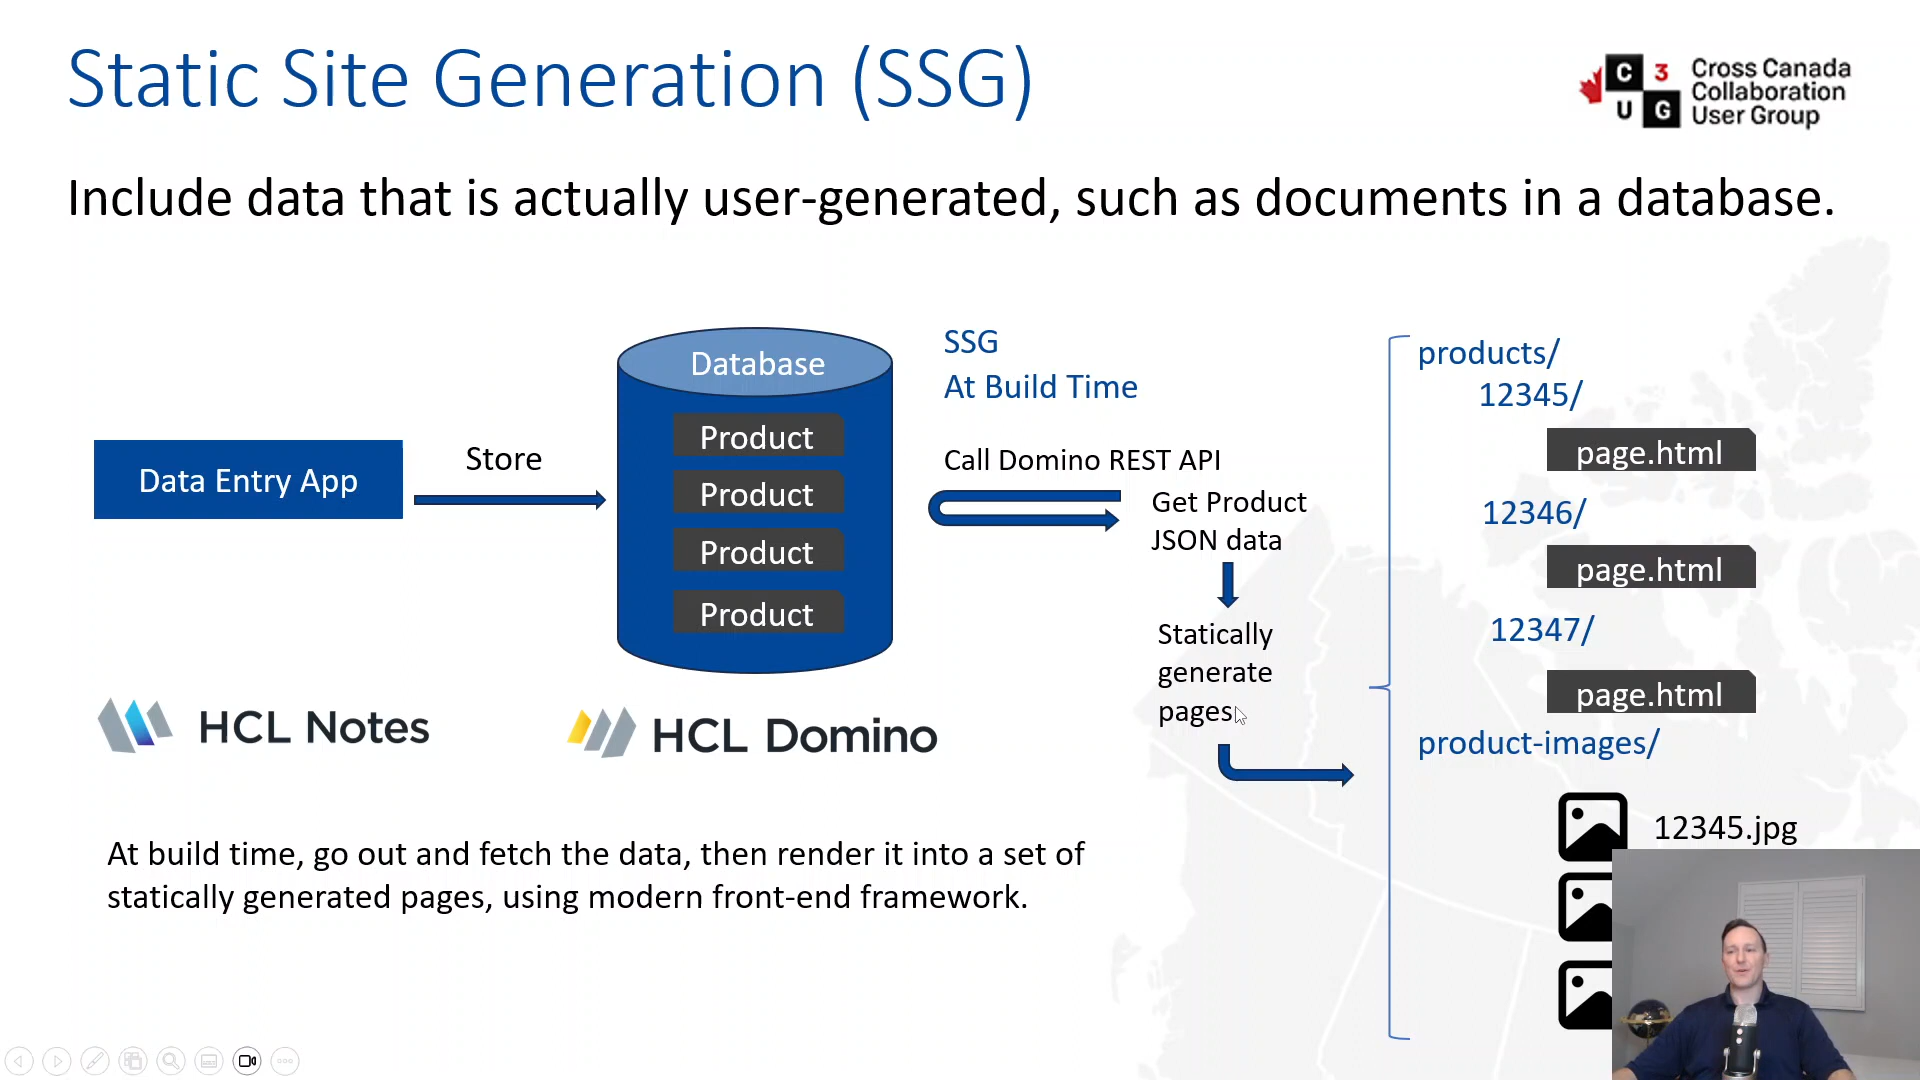 Static Site Generation (SSG)
C 3
U G
Cross Canada
Collaboration
User Group
Include data that is actually user-generated, such as documents in a database.
Data Entry App
Store
Database
Product
Product
Product
Product
HCL Notes
HCL Domino
SSG
At Build Time
Call Domino REST API
Get Product
JSON data
Statically
generate
pages
products/
12345/
page.html
12346/
page.html
12347/
page.html
product-images/
12345.jpg
At build time, go out and fetch the data, then render it into a set of
statically generated pages, using modern front-end framework.